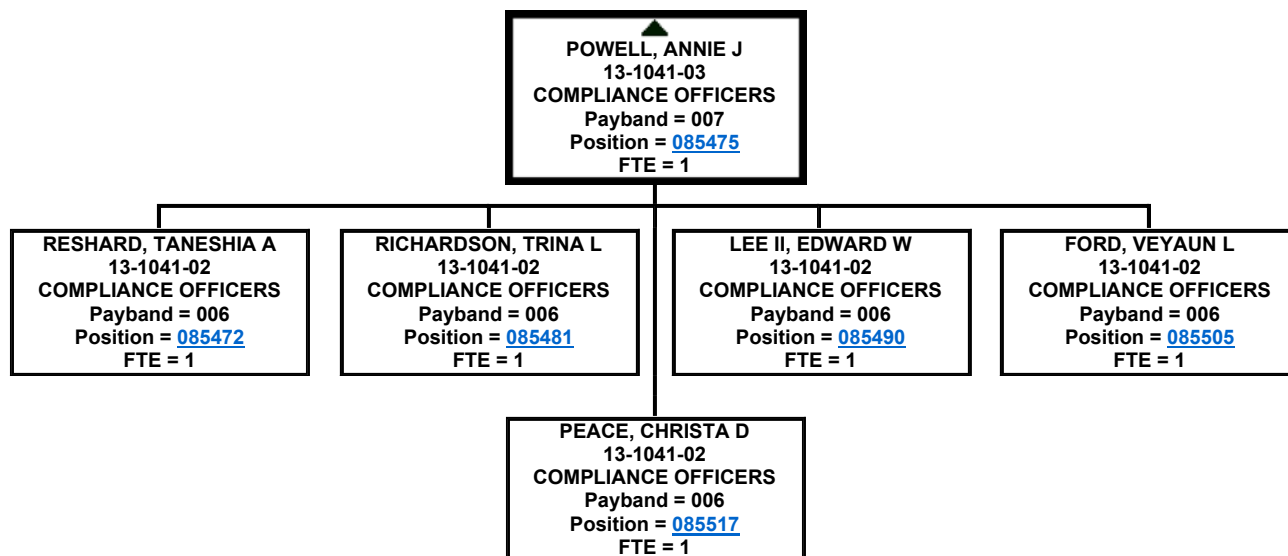 POWELL, ANNIE J
13-1041-03
COMPLIANCE OFFICERS
Payband = 007
Position = 085475
FTE = 1
RESHARD, TANESHIA A
13-1041-02
COMPLIANCE OFFICERS
Payband = 006
Position = 085472
FTE = 1
RICHARDSON, TRINA L
13-1041-02
COMPLIANCE OFFICERS
Payband = 006
Position = 085481
FTE = 1
LEE II, EDWARD W
13-1041-02
COMPLIANCE OFFICERS
Payband = 006
Position = 085490
FTE = 1
FORD, VEYAUN L
13-1041-02
COMPLIANCE OFFICERS
Payband = 006
Position = 085505
FTE = 1
PEACE, CHRISTA D
13-1041-02
COMPLIANCE OFFICERS
Payband = 006
Position = 085517
FTE = 1